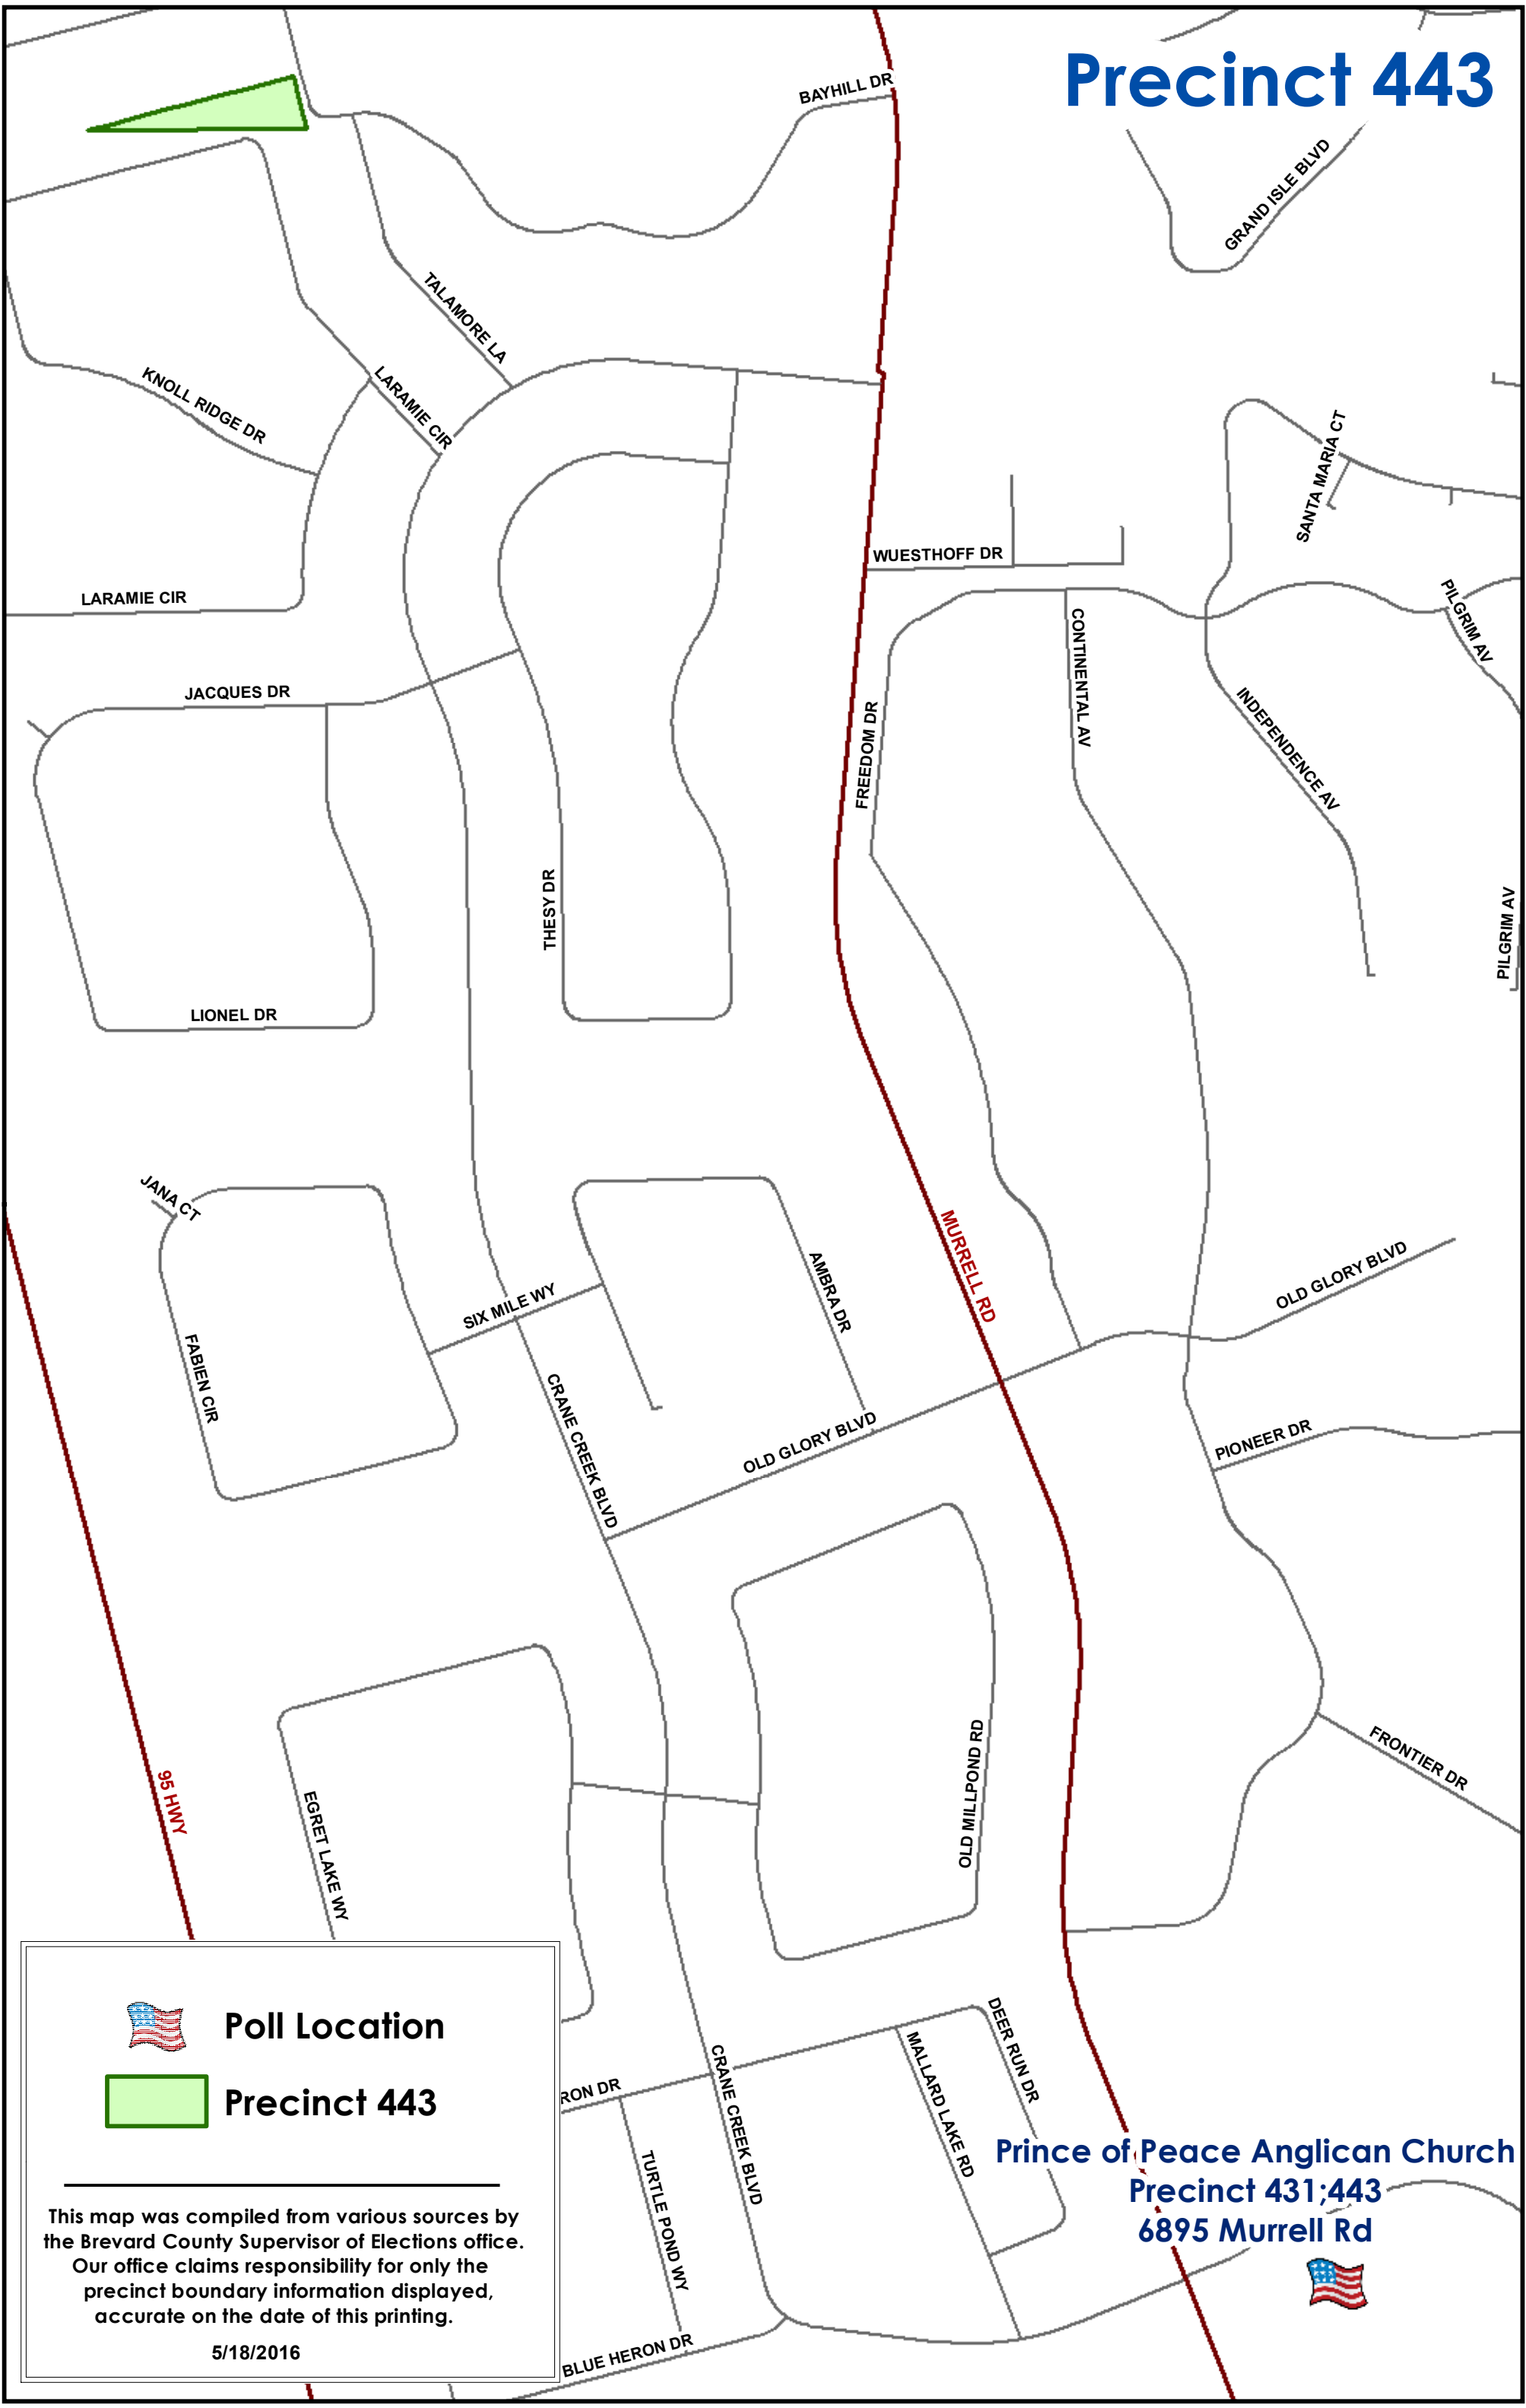 Precinct 443
BAYHILL DR
GRAND ISLE BLVD
TALAMORE LA
KNOLL RIDGE DR
LARAMIE CIR
SANTA MARIA CT
WUESTHOFF DR
LARAMIE CIR
PILGRIM AV
CONTINENTAL AV
JACQUES DR
INDEPENDENCE AV
FREEDOM DR
THESY DR
PILGRIM AV
LIONEL DR
JANA CT
MURRELL RD
OLD GLORY BLVD
AMBRA DR
SIX MILE WY
FABIEN CIR
CRANE CREEK BLVD
OLD GLORY BLVD
PIONEER DR
OLD MILLPOND RD
FRONTIER DR
95 HWY
EGRET LAKE WY
DEER RUN DR
MALLARD LAKE RD
CRANE CREEK BLVD
RON DR
TURTLE POND WY
BLUE HERON DR
Prince of Peace Anglican Church
Precinct 431;443
6895 Murrell Rd
Poll Location
Precinct 443
This map was compiled from various sources by
the Brevard County Supervisor of Elections office.
Our office claims responsibility for only the
precinct boundary information displayed,
accurate on the date of this printing.
5/18/2016